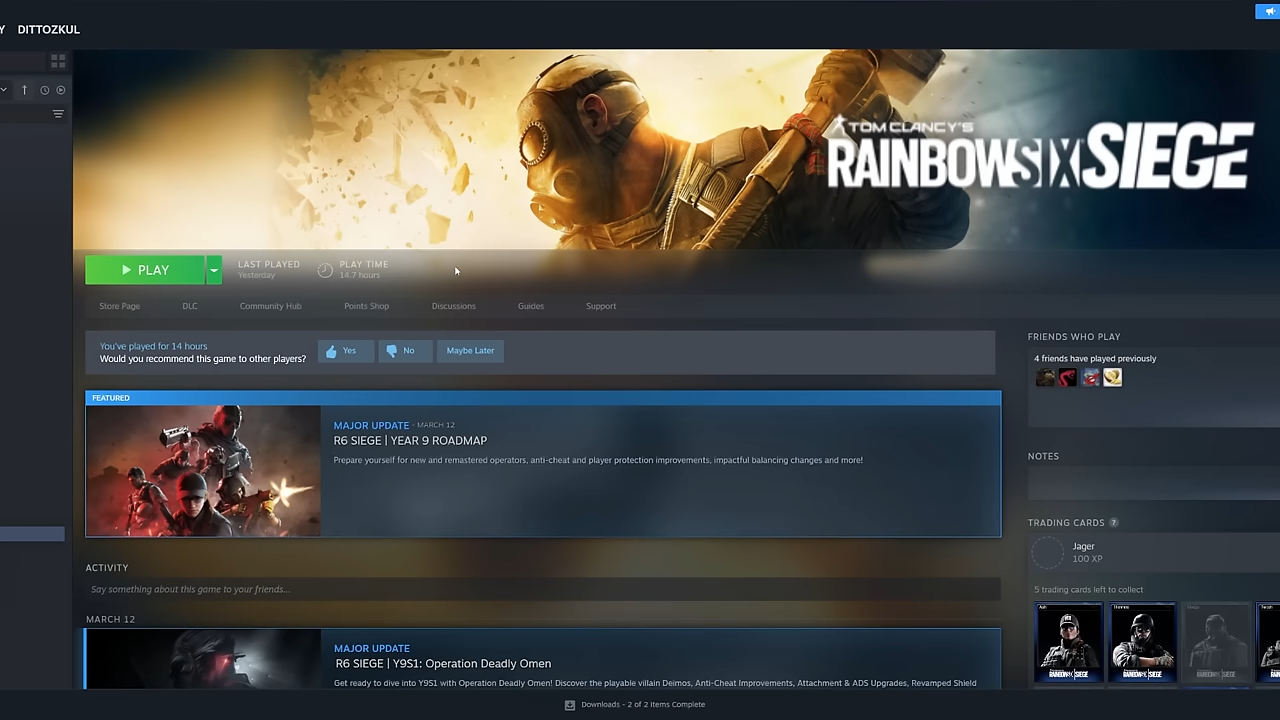 Y DITTOZKUL
TOM CLANCY'S
RAINBOWSIXSIEGE
PLAY
LAST PLAYED
Yesterday
PLAY TIME
14.7 hours
Store Page
DLC
Community Hub
Points Shop
Discussions
Guides
Support
You've played for 14 hours
Would you recommend this game to other players?
Yes
No
Maybe Later
FEATURED
MAJOR UPDATE - MARCH 12
R6 SIEGE | YEAR 9 ROADMAP
Prepare yourself for new and remastered operators, anti-cheat and player protection improvements, impactful balancing changes and more!
ACTIVITY
Say something about this game to your friends...
MARCH 12
MAJOR UPDATE
R6 SIEGE | Y9S1: Operation Deadly Omen
Get ready to dive into Y9S1 with Operation Deadly Omen! Discover the playable villain Deimos, Anti-Cheat Improvements, Attachment & ADS Upgrades, Revamped Shield
FRIENDS WHO PLAY
4 friends have played previously
NOTES
TRADING CARDS ?
Jager
100 XP
5 trading cards left to collect
Ash
Thermite
RAINBOWSIXSIEGE
RAINBOWSIXSIEGE
RAINBOWSIXSIEGE
Downloads - 2 of 2 Items Complete